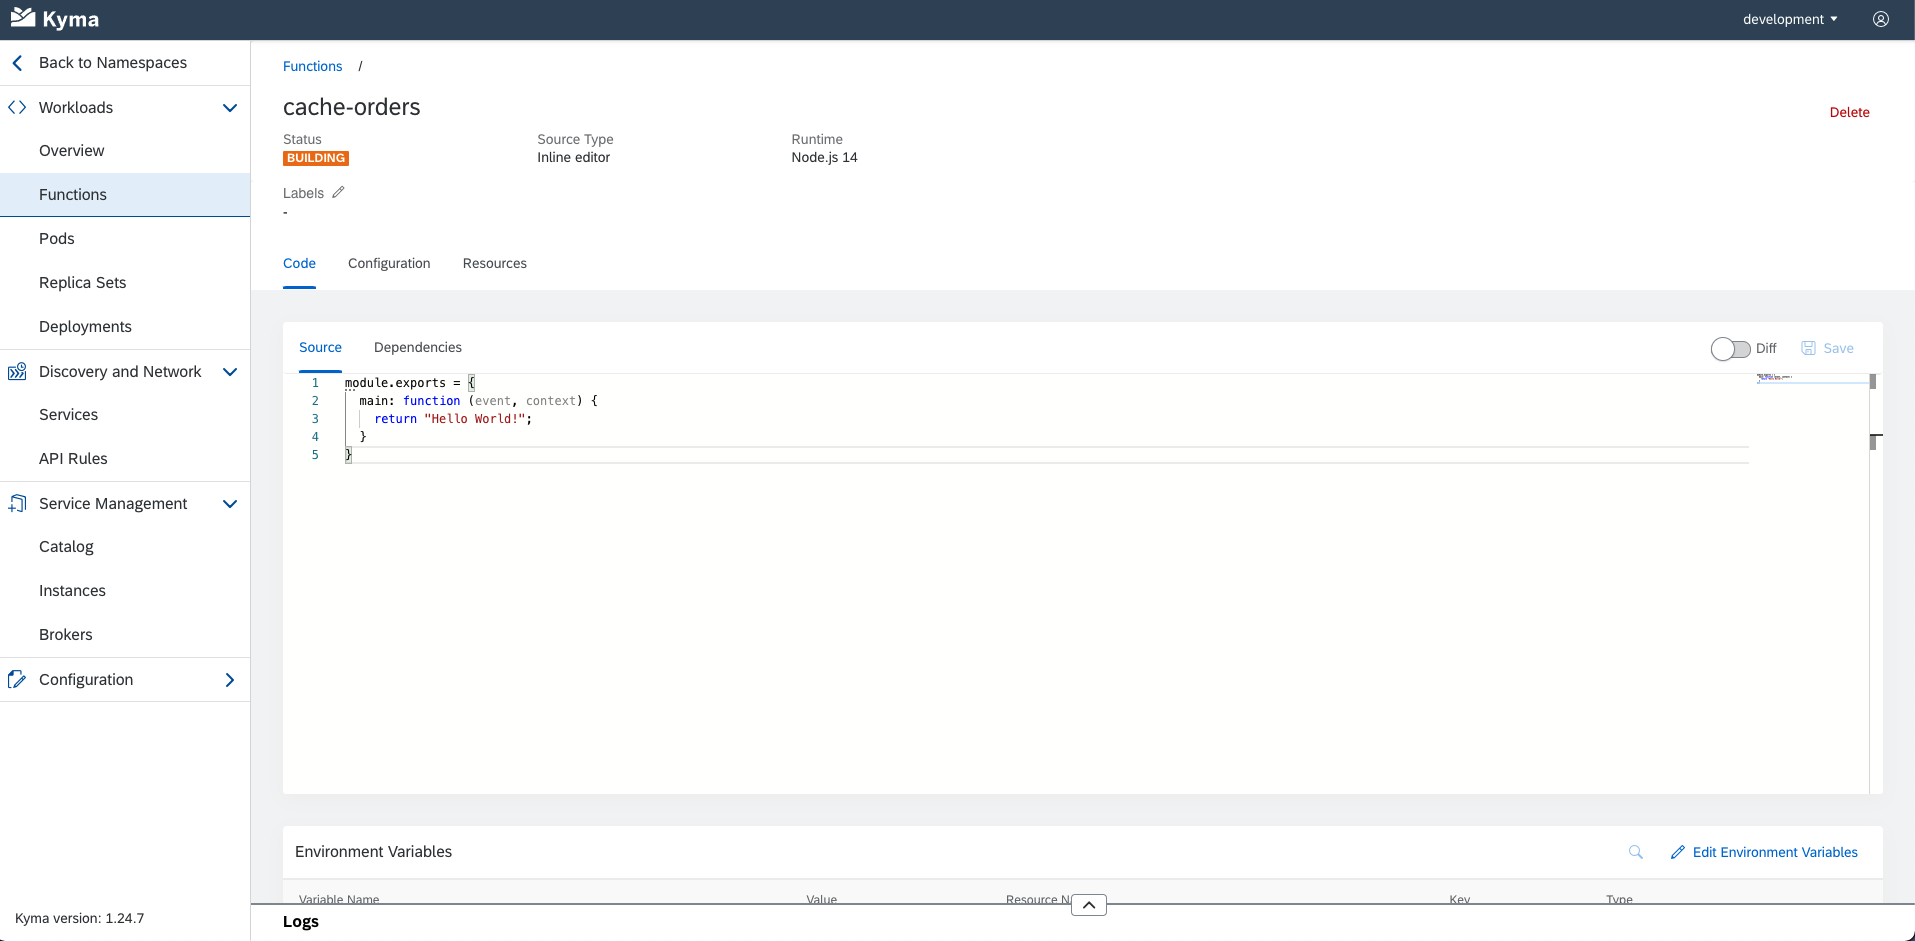 Kyma
development
Back to Namespaces
Workloads
Overview
Functions
Pods
Replica Sets
Deployments
Discovery and Network
Services
API Rules
Service Management
Catalog
Instances
Brokers
Configuration
Kyma version: 1.24.7
Functions /
cache-orders
Delete
Status Source Type Runtime
BUILDING Inline editor Node.js 14
Labels
-
Code Configuration Resources
Source Dependencies Diff Save
1 module.exports = {
2 main: function (event, context) {
3 return "Hello World!";
4 }
5 }
Environment Variables Edit Environment Variables
Variable Name Value Resource N Key Type
Logs